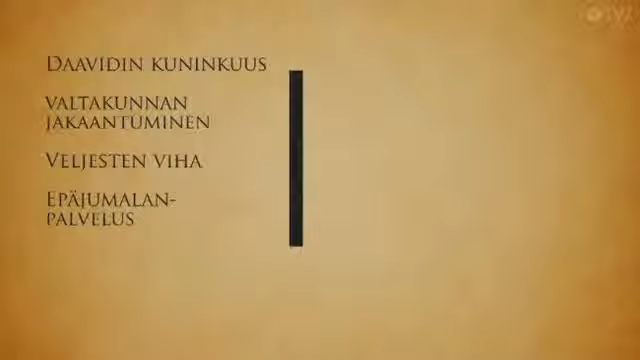 Daavidin kuninkuus
valtakunnan
jakaantuminen
Veljesten viha
Epäjumalan-
palvelus